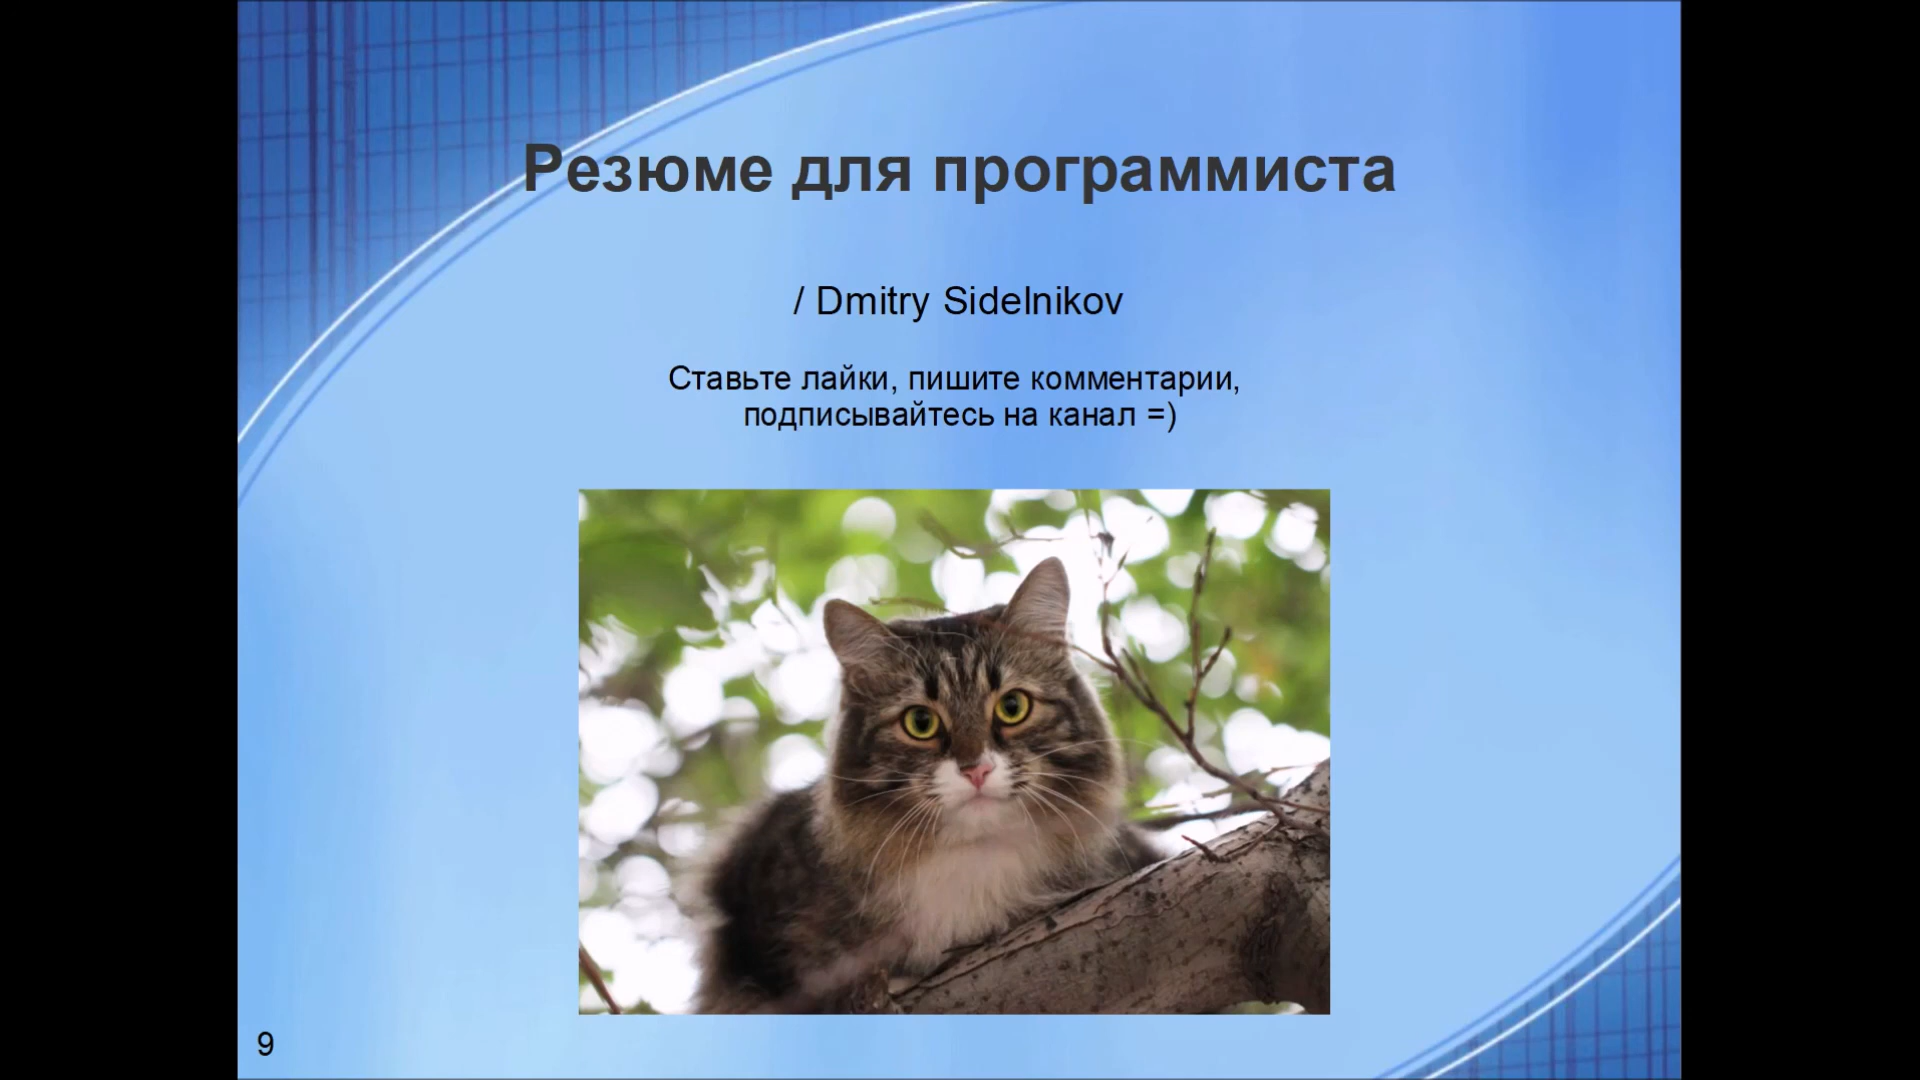 Резюме для программиста
/ Dmitry Sidelnikov
Ставьте лайки, пишите комментарии,
подписывайтесь на канал =)
9